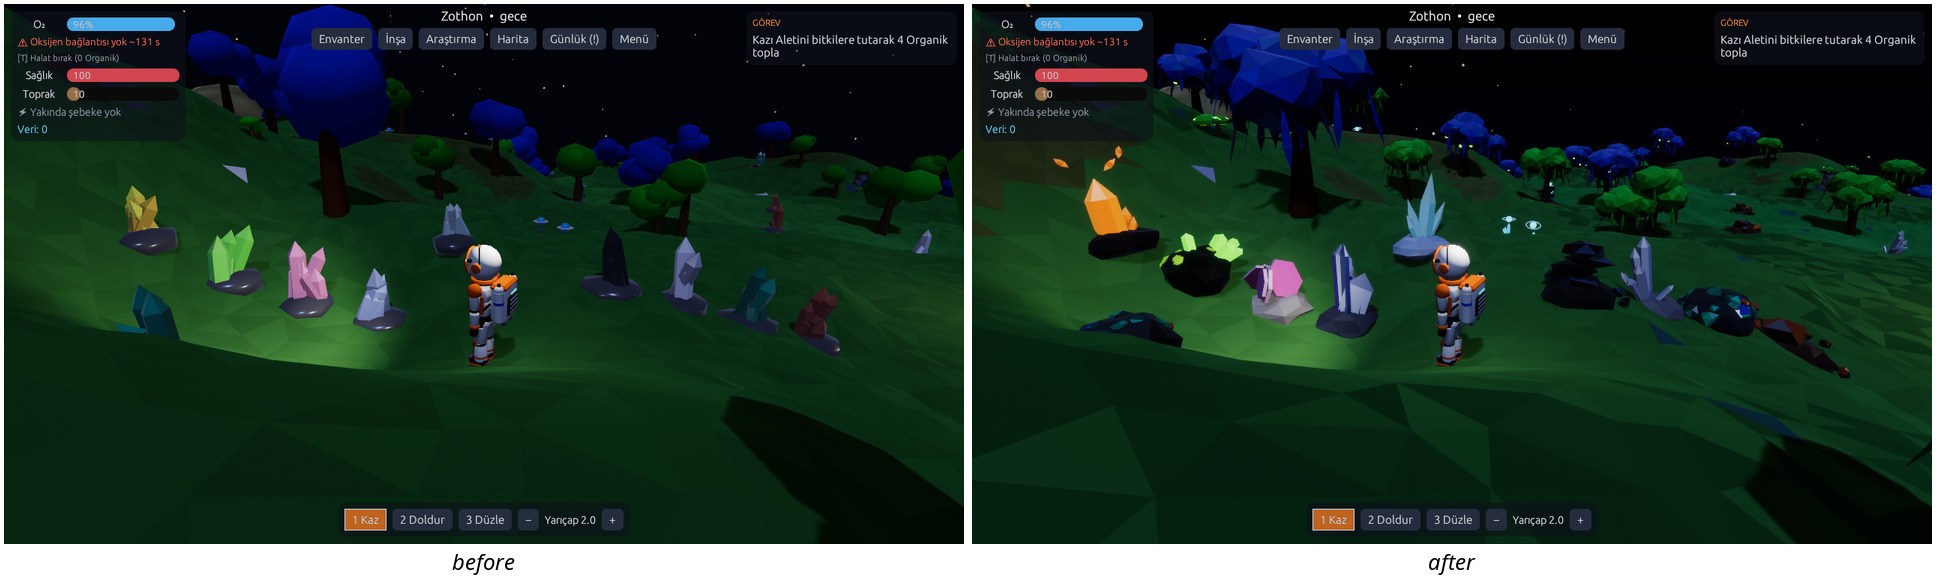 Zothon • gece
O₂ 96%
⚠ Oksijen bağlantısı yok ~131 s
[T] Halat bırak (0 Organik)
Sağlık 100
Toprak 10
⚡ Yakında şebeke yok
Veri: 0
Envanter İnşa Araştırma Harita Günlük (!) Menü
GÖREV
Kazı Aletini bitkilere tutarak 4 Organik
topla
1 Kaz 2 Doldur 3 Düzle − Yarıçap 2.0 +
before
Zothon • gece
O₂ 96%
⚠ Oksijen bağlantısı yok ~131 s
[T] Halat bırak (0 Organik)
Sağlık 100
Toprak 10
⚡ Yakında şebeke yok
Veri: 0
Envanter İnşa Araştırma Harita Günlük (!) Menü
GÖREV
Kazı Aletini bitkilere tutarak 4 Organik
topla
1 Kaz 2 Doldur 3 Düzle − Yarıçap 2.0 +
after